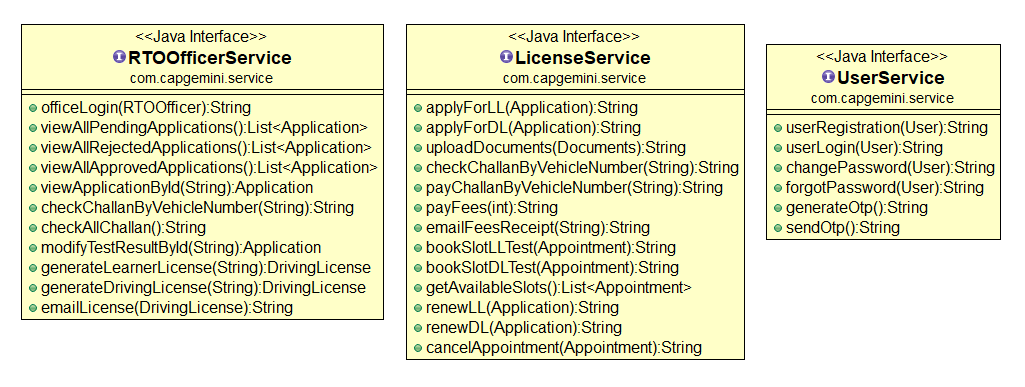 <<Java Interface>>
RTOOfficerService
com.capgemini.service
officeLogin(RTOOfficer):String
viewAllPendingApplications():List<Application>
viewAllRejectedApplications():List<Application>
viewAllApprovedApplications():List<Application>
viewApplicationById(String):Application
checkChallanByVehicleNumber(String):String
checkAllChallan():String
modifyTestResultById(String):Application
generateLearnerLicense(String):DrivingLicense
generateDrivingLicense(String):DrivingLicense
emailLicense(DrivingLicense):String
<<Java Interface>>
LicenseService
com.capgemini.service
applyForLL(Application):String
applyForDL(Application):String
uploadDocuments(Documents):String
checkChallanByVehicleNumber(String):String
payChallanByVehicleNumber(String):String
payFees(int):String
emailFeesReceipt(String):String
bookSlotLLTest(Appointment):String
bookSlotDLTest(Appointment):String
getAvailableSlots():List<Appointment>
renewLL(Application):String
renewDL(Application):String
cancelAppointment(Appointment):String
<<Java Interface>>
UserService
com.capgemini.service
userRegistration(User):String
userLogin(User):String
changePassword(User):String
forgotPassword(User):String
generateOtp():String
sendOtp():String